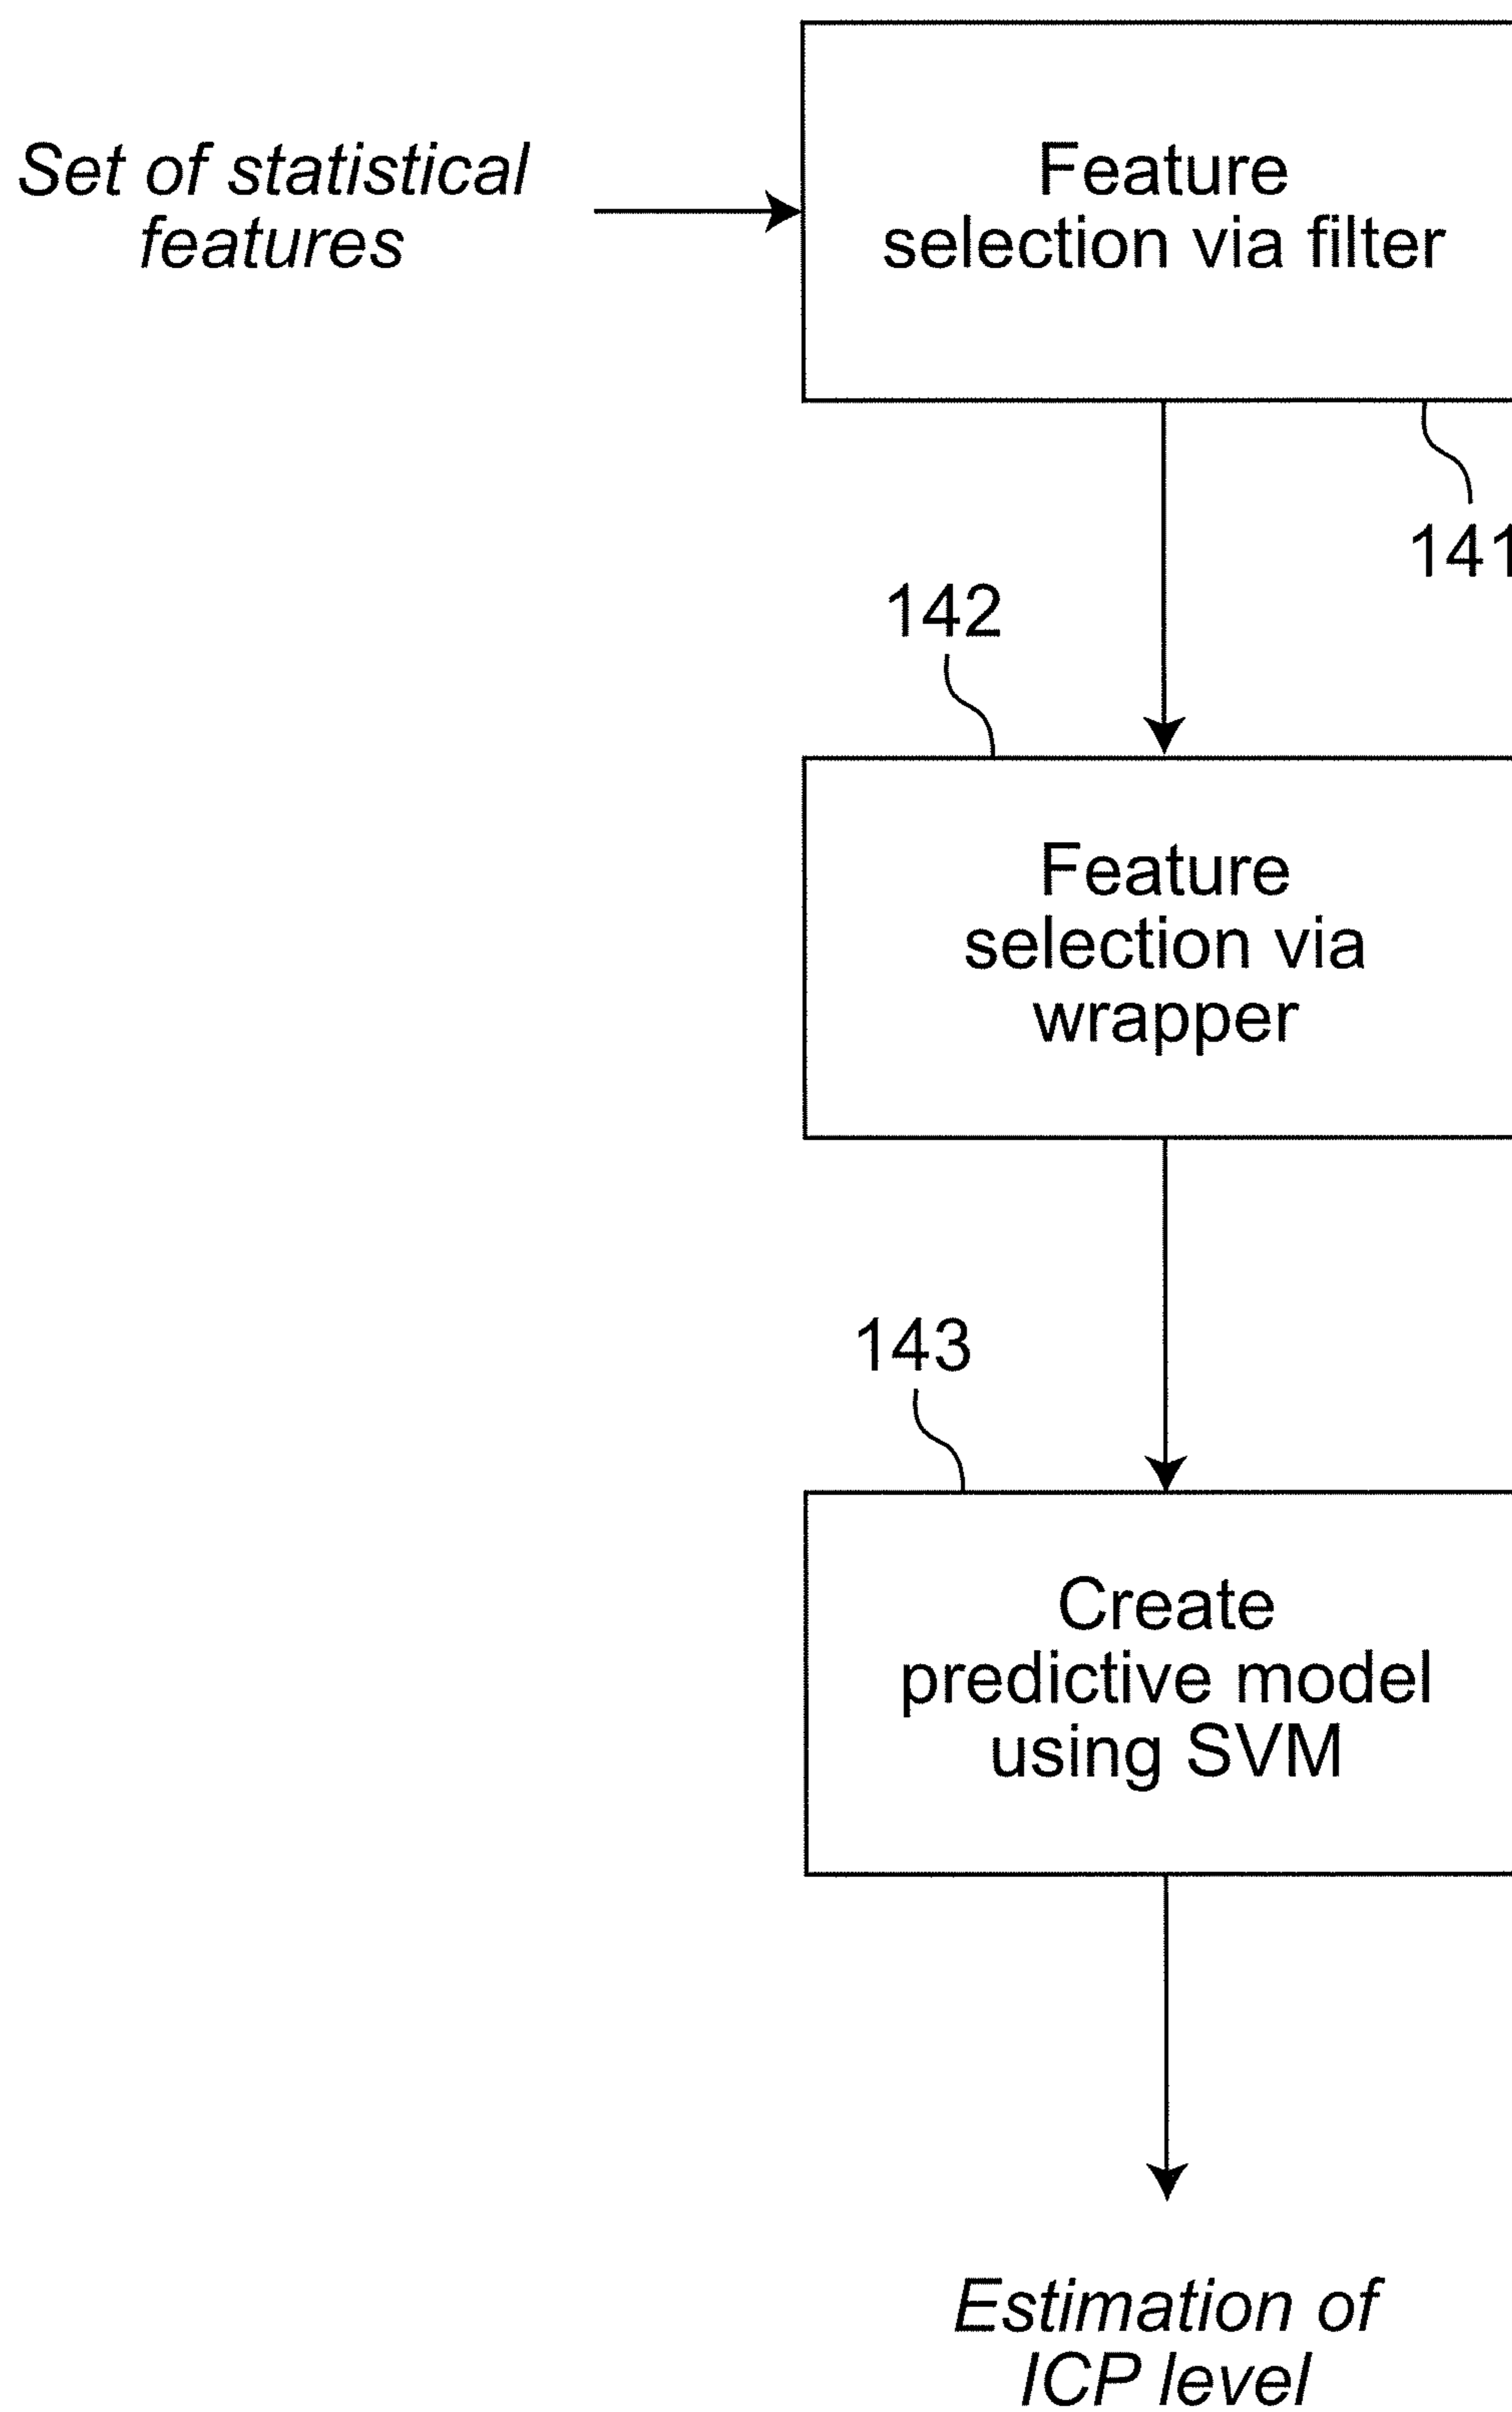 Set of statistical
features
Feature
selection via filter
141
142
Feature
selection via
wrapper
143
Create
predictive model
using SVM
Estimation of
ICP level